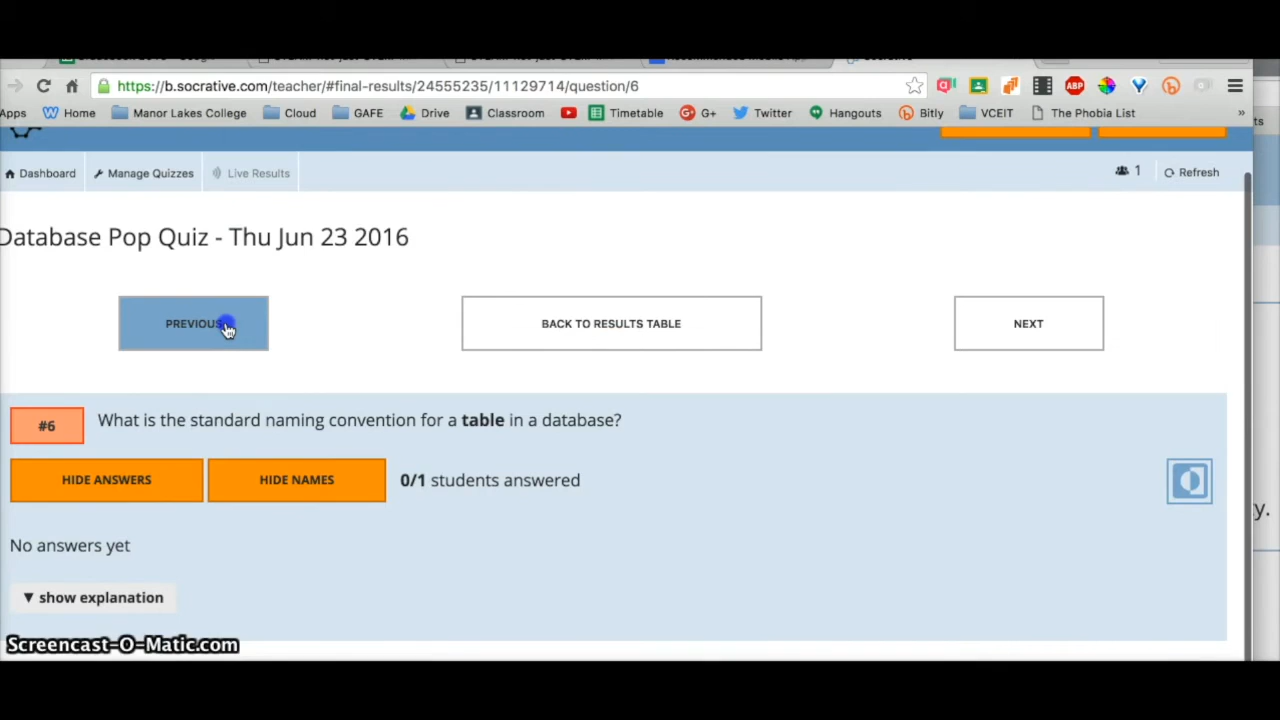 https://b.socrative.com/teacher/#final-results/24555235/11129714/question/6
ABP
Apps Home Manor Lakes College Cloud GAFE Drive Classroom Timetable G+ Twitter Hangouts Bitly VCEIT The Phobia List »
Dashboard Manage Quizzes Live Results 1 Refresh
Database Pop Quiz - Thu Jun 23 2016
PREVIOUS BACK TO RESULTS TABLE NEXT
#6 What is the standard naming convention for a table in a database?
HIDE ANSWERS HIDE NAMES 0/1 students answered
No answers yet
▼ show explanation
Screencast-O-Matic.com